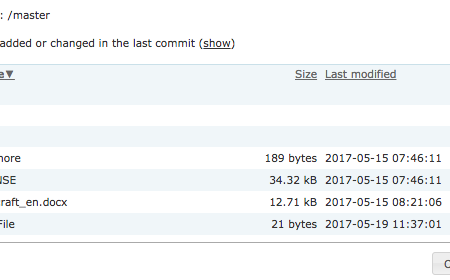 : /master
added or changed in the last commit (show)
e▼ Size Last modified
nore 189 bytes 2017-05-15 07:46:11
NSE 34.32 kB 2017-05-15 07:46:11
raft_en.docx 12.71 kB 2017-05-15 08:21:06
File 21 bytes 2017-05-19 11:37:01